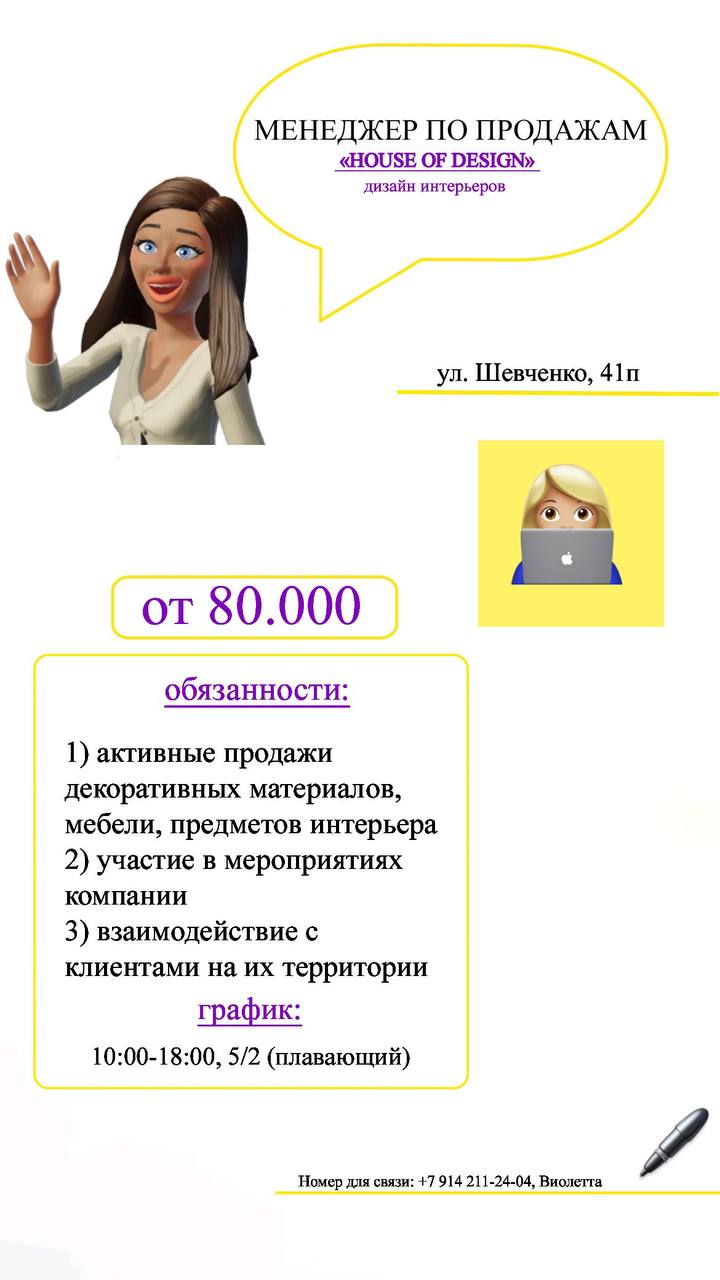 МЕНЕДЖЕР ПО ПРОДАЖАМ
«HOUSE OF DESIGN»
дизайн интерьеров
ул. Шевченко, 41п
от 80.000
обязанности:
1) активные продажи
декоративных материалов,
мебели, предметов интерьера
2) участие в мероприятиях
компании
3) взаимодействие с
клиентами на их территории
график:
10:00-18:00, 5/2 (плавающий)
Номер для связи: +7 914 211-24-04, Виолетта